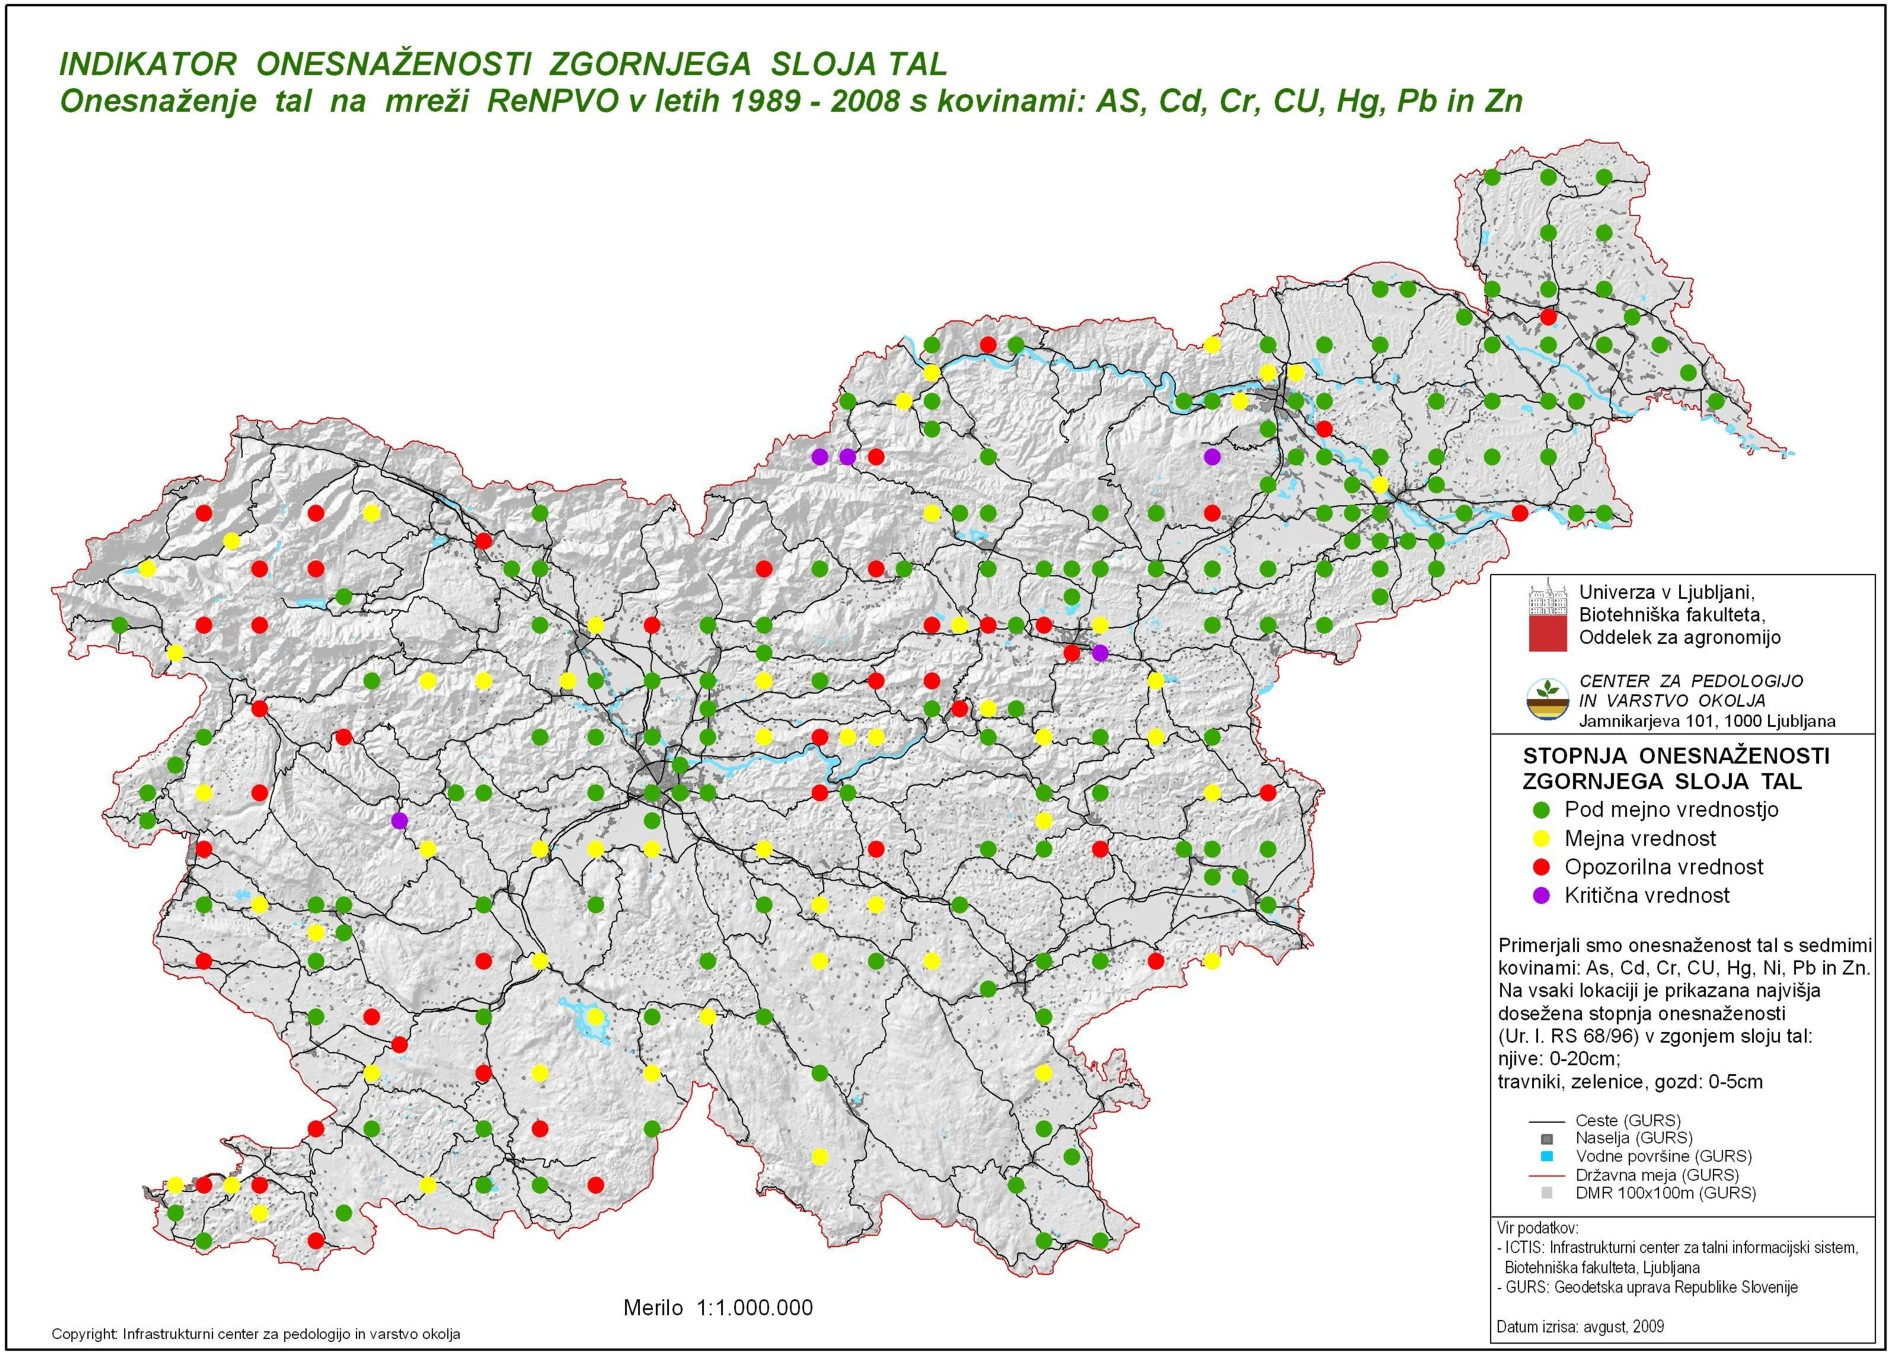 INDIKATOR ONESNAŽENOSTI ZGORNJEGA SLOJA TAL
Onesnaženje tal na mreži ReNPVO v letih 1989 - 2008 s kovinami: AS, Cd, Cr, CU, Hg, Pb in Zn
Univerza v Ljubljani,
Biotehniška fakulteta,
Oddelek za agronomijo
CENTER ZA PEDOLOGIJO
IN VARSTVO OKOLJA
Jamnikarjeva 101, 1000 Ljubljana
STOPNJA ONESNAŽENOSTI
ZGORNJEGA SLOJA TAL
Pod mejno vrednostjo
Mejna vrednost
Opozorilna vrednost
Kritična vrednost
Primerjali smo onesnaženost tal s sedmimi
kovinami: As, Cd, Cr, CU, Hg, Ni, Pb in Zn.
Na vsaki lokaciji je prikazana najvišja
dosežena stopnja onesnaženosti
(Ur. l. RS 68/96) v zgonjem sloju tal:
njive: 0-20cm;
travniki, zelenice, gozd: 0-5cm
Ceste (GURS)
Naselja (GURS)
Vodne površine (GURS)
Državna meja (GURS)
DMR 100x100m (GURS)
Vir podatkov:
- ICTIS: Infrastrukturni center za talni informacijski sistem,
Biotehniška fakulteta, Ljubljana
- GURS: Geodetska uprava Republike Slovenije
Datum izrisa: avgust, 2009
Merilo 1:1.000.000
Copyright: Infrastrukturni center za pedologijo in varstvo okolja